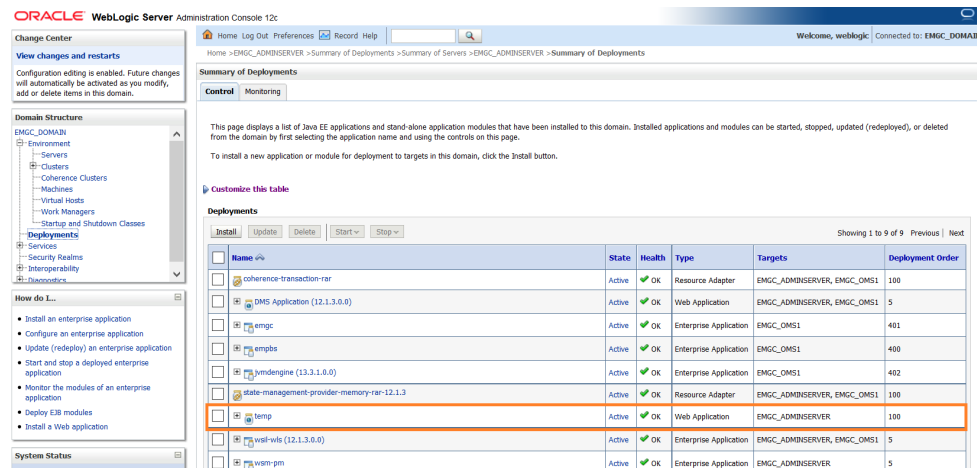 ORACLE WebLogic Server Administration Console 12c
Change Center
View changes and restarts
Configuration editing is enabled. Future changes
will automatically be activated as you modify,
add or delete items in this domain.
Domain Structure
EMGC_DOMAIN
Environment
Servers
Clusters
Coherence Clusters
Machines
Virtual Hosts
Work Managers
Startup and Shutdown Classes
Deployments
Services
Security Realms
Interoperability
Diagnostics
How do I...
Install an enterprise application
Configure an enterprise application
Update (redeploy) an enterprise application
Start and stop a deployed enterprise
application
Monitor the modules of an enterprise
application
Deploy EJB modules
Install a Web application
System Status
Home Log Out Preferences Record Help
Welcome, weblogic Connected to: EMGC_DOMAIN
Home >EMGC_ADMINSERVER >Summary of Deployments >Summary of Servers >EMGC_ADMINSERVER >Summary of Deployments
Summary of Deployments
Control Monitoring
This page displays a list of Java EE applications and stand-alone application modules that have been installed to this domain. Installed applications and modules can be started, stopped, updated (redeployed), or deleted
from the domain by first selecting the application name and using the controls on this page.
To install a new application or module for deployment to targets in this domain, click the Install button.
Customize this table
Deployments
Install Update Delete Start Stop Showing 1 to 9 of 9 Previous | Next
Name State Health Type Targets Deployment Order
coherence-transaction-rar Active OK Resource Adapter EMGC_ADMINSERVER, EMGC_OMS1 100
DMS Application (12.1.3.0.0) Active OK Web Application EMGC_ADMINSERVER, EMGC_OMS1 5
emgc Active OK Enterprise Application EMGC_OMS1 401
empbs Active OK Enterprise Application EMGC_OMS1 400
jvmdengine (13.3.1.0.0) Active OK Enterprise Application EMGC_OMS1 402
state-management-provider-memory-rar-12.1.3 Active OK Resource Adapter EMGC_ADMINSERVER, EMGC_OMS1 100
temp Active OK Web Application EMGC_ADMINSERVER 100
wsil-wls (12.1.3.0.0) Active OK Enterprise Application EMGC_ADMINSERVER, EMGC_OMS1 5
wsm-pm Active OK Enterprise Application EMGC_ADMINSERVER 5